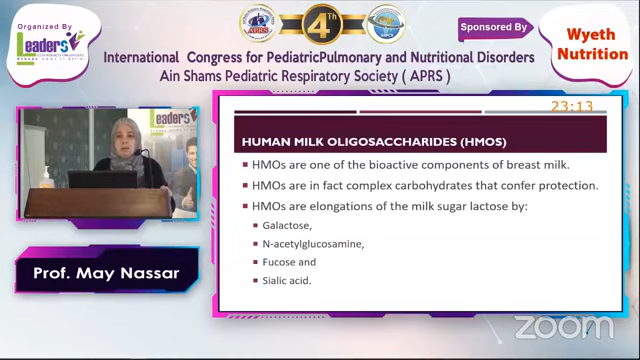 Organized By
Leaders
4Th
APRS
Sponsored By
Wyeth
Nutrition
International Congress for PediatricPulmonary and Nutritional Disorders
Ain Shams Pediatric Respiratory Society ( APRS )
23:13
HUMAN MILK OLIGOSACCHARIDES (HMOS)
HMOs are one of the bioactive components of breast milk.
HMOs are in fact complex carbohydrates that confer protection.
HMOs are elongations of the milk sugar lactose by:
Galactose,
N-acetylglucosamine,
Fucose and
Sialic acid.
Leaders
Prof. May Nassar
zoom